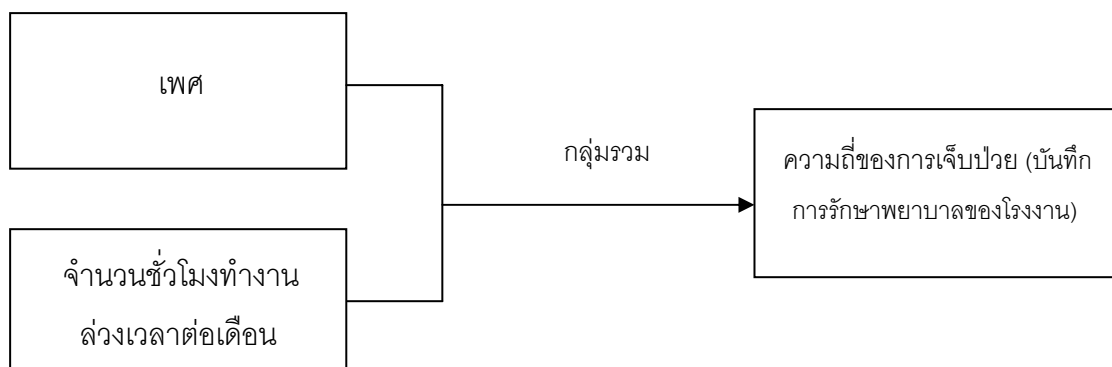 เพศ
กลุ่มรวม
ความถี่ของการเจ็บป่วย (บันทึก
การรักษาพยาบาลของโรงงาน)
จำนวนชั่วโมงทำงาน
ล่วงเวลาต่อเดือน